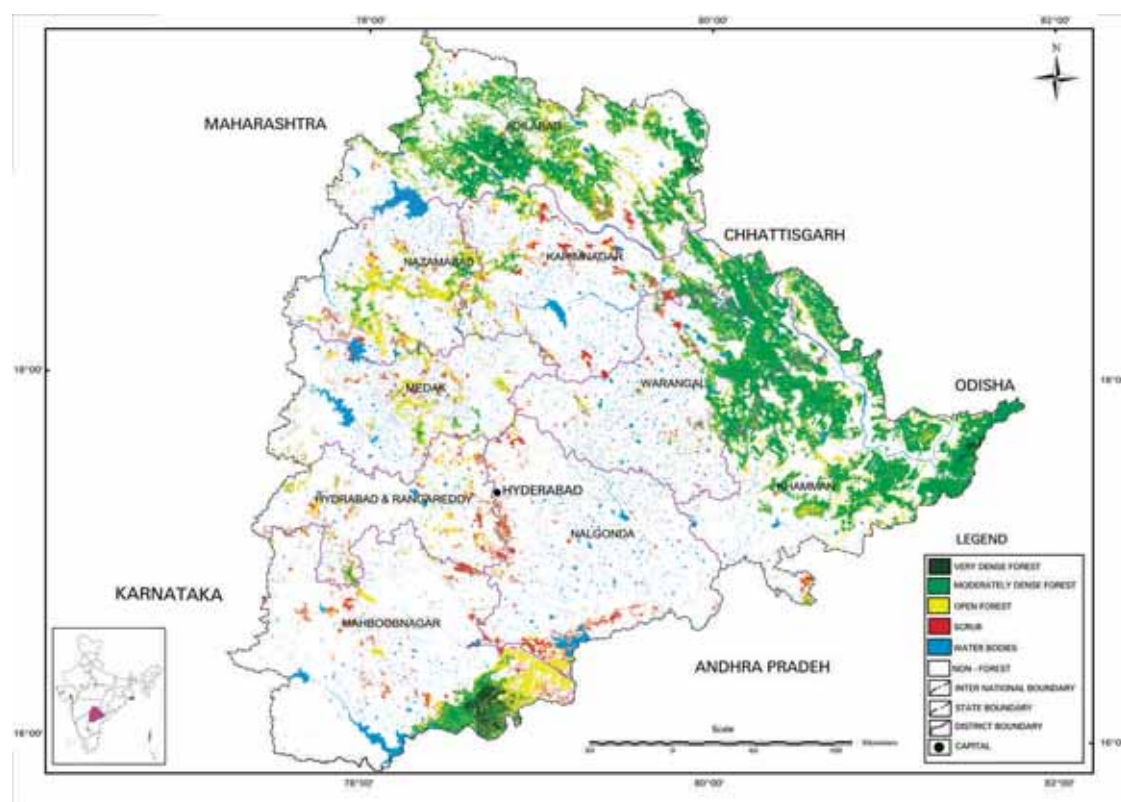 78°00'
80°00'
82°00'
N
MAHARASHTRA
ADILABAD
CHHATTISGARH
NAZAMABAD
KARIMNAGAR
18°00'
MEDAK
WARANGAL
ODISHA
HYDERABAD
HYDRABAD & RANGAREDDY
KHAMMAM
NALGONDA
KARNATAKA
MAHBOOBNAGAR
ANDHRA PRADEH
LEGEND
VERY DENSE FOREST
MODERATELY DENSE FOREST
OPEN FOREST
SCRUB
WATER BODIES
NON - FOREST
INTER NATIONAL BOUNDARY
STATE BOUNDARY
DISTRICT BOUNDARY
CAPITAL
Scale
Kilometers
16°00'
78°00'
80°00'
82°00'